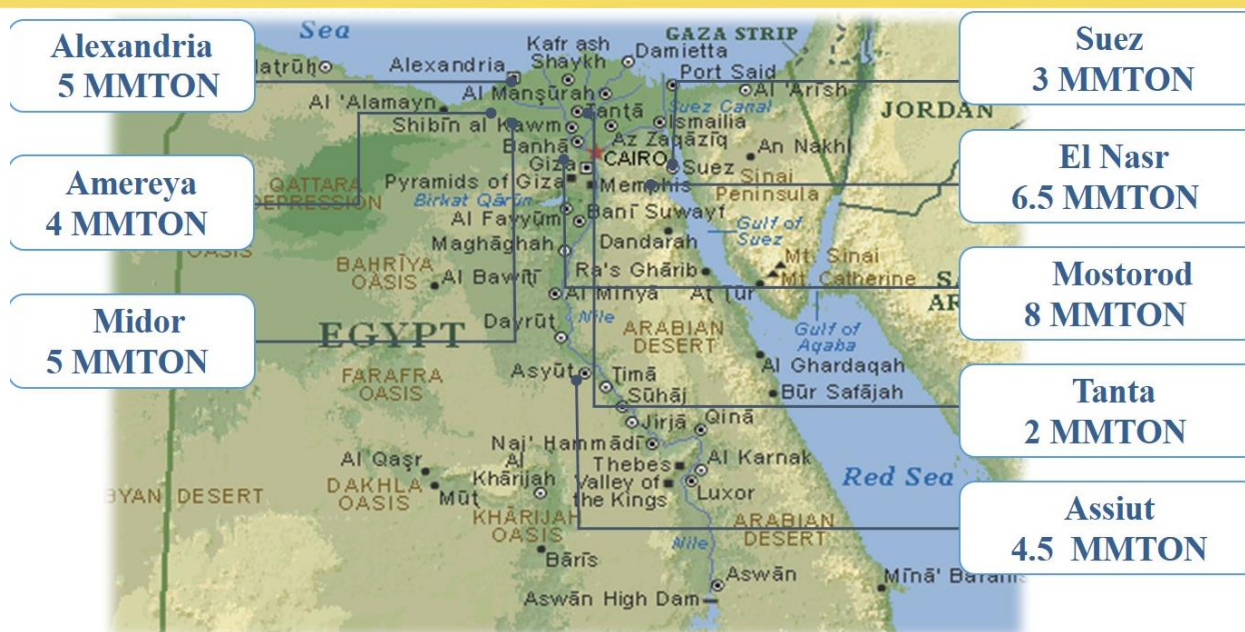 Alexandria
5 MMTON
Amereya
4 MMTON
Midor
5 MMTON
Suez
3 MMTON
El Nasr
6.5 MMTON
Mostorod
8 MMTON
Tanta
2 MMTON
Assiut
4.5 MMTON
Sea
GAZA STRIP
Kafr ash
Shaykh
Damietta
Alexandria
Port Said
Al Manşūrah
Al 'Arīsh
JORDAN
Al 'Alamayn
Ţanţā
Suez Canal
Shibīn al Kawm
Ismailia
Az Zaqāzīq
Banhā
An Nakhl
CAIRO
Giza
Suez
Sinai
Peninsula
QATTARA
DEPRESSION
Pyramids of Giza
Memphis
Birkat Qārūn
Al Fayyūm
Banī Suwayf
Gulf of
Suez
OASIS
Maghāghah
Dandarah
BAHRĪYA
OASIS
Al Bawīţī
Ra's Ghārib
Mt. Sinai
Mt. Catherine
Aţ Ţūr
Al Minyā
EGYPT
Dayrūt
Nile
ARABIAN
DESERT
Gulf of
Aqaba
Al Ghardaqah
FARAFRA
OASIS
Asyūţ
Ţimā
Būr Safājah
Sūhāj
Jirjā
Qinā
Naj' Hammādī
Al Karnak
Al Qaşr
Al
Khārijah
Thebes
Valley of
the Kings
Red Sea
DAKHLA
OASIS
Mūţ
Luxor
KHĀRIJAH
OASIS
ARABIAN
DESERT
Nile
Bārīs
Aswān
Aswān High Dam